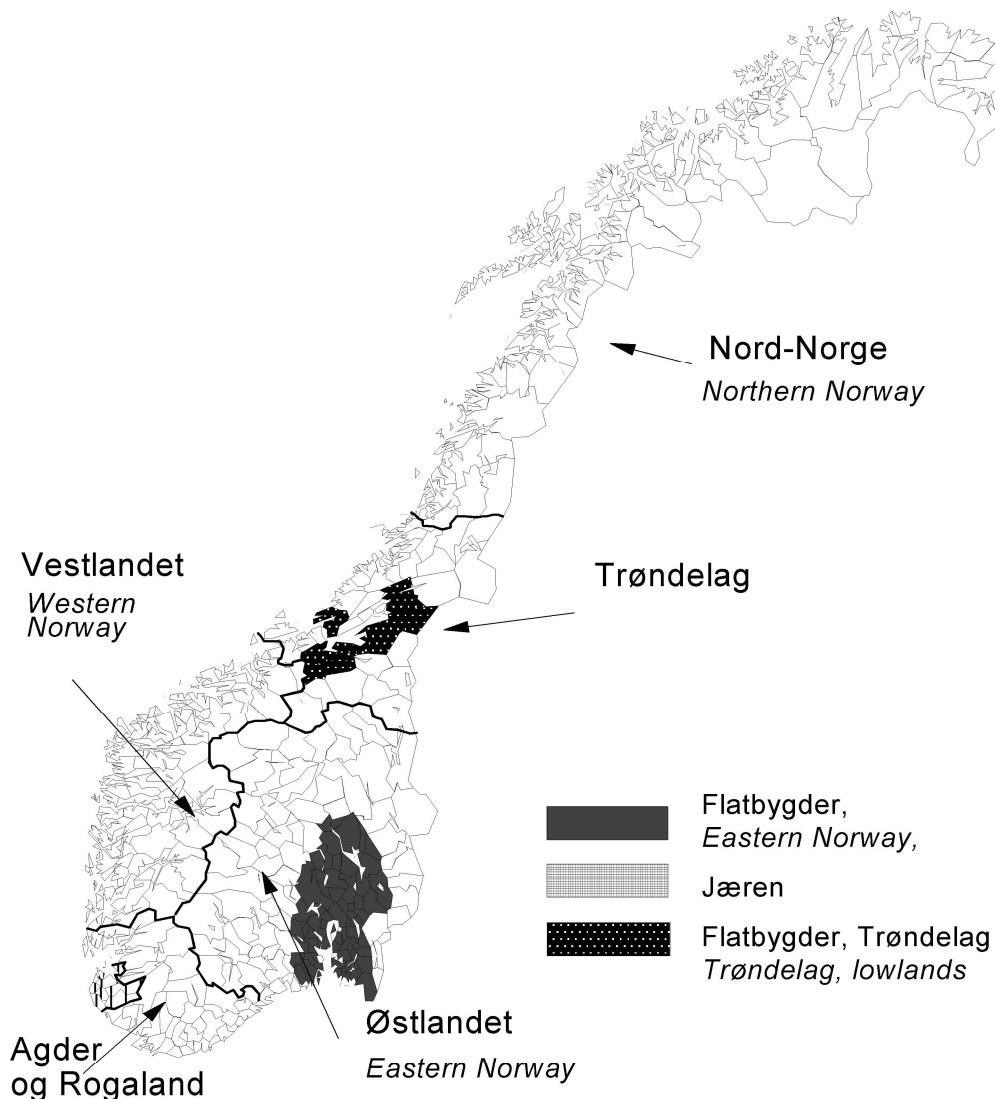 Nord-Norge
Northern Norway
Vestlandet
Western
Norway
Trøndelag
Flatbygder,
Eastern Norway,
Jæren
Flatbygder, Trøndelag
Trøndelag, lowlands
Østlandet
Eastern Norway
Agder
og Rogaland